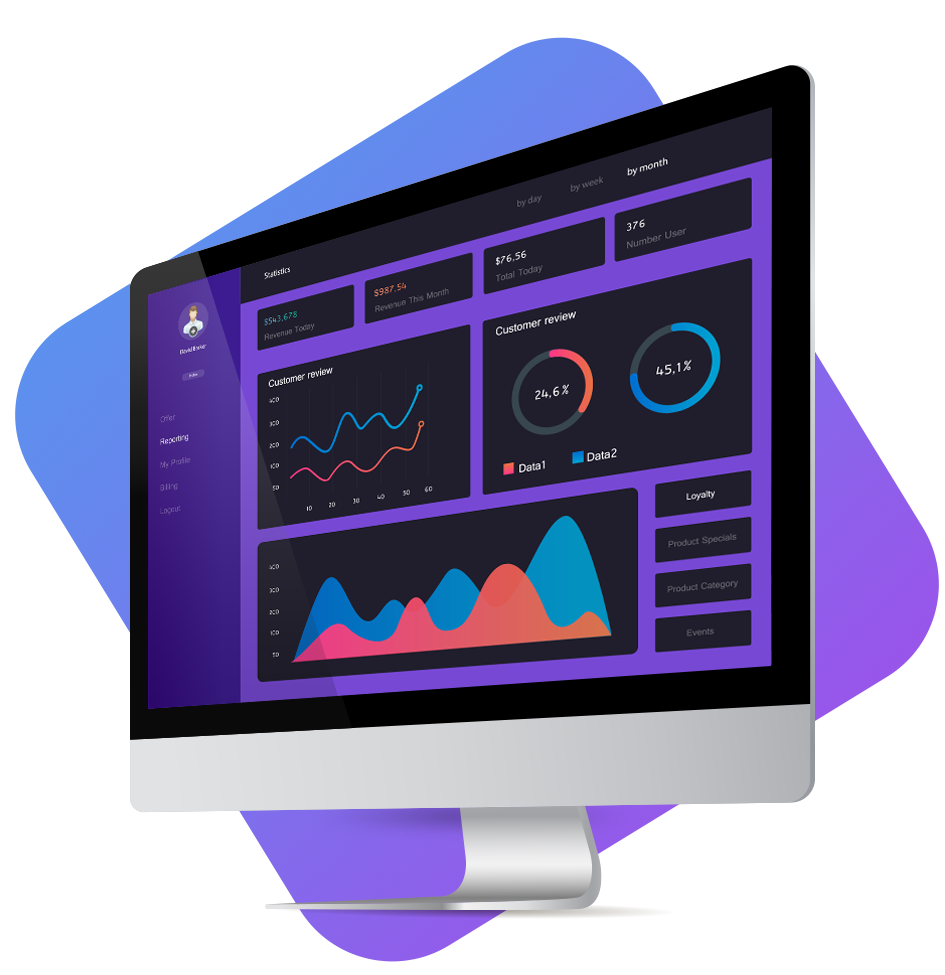 by day
by week
by month
Statistics
$543,678
Revenue Today
$987,54
Revenue This Month
$76,56
Total Today
376
Number User
David Broker
Offer
Reporting
My Profile
Billing
Logout
Customer review
400
300
200
100
50
10 20 30 40 50 60
Customer review
24,6%
45,1%
Data1
Data2
400
300
200
100
50
Loyalty
Product Specials
Product Category
Events